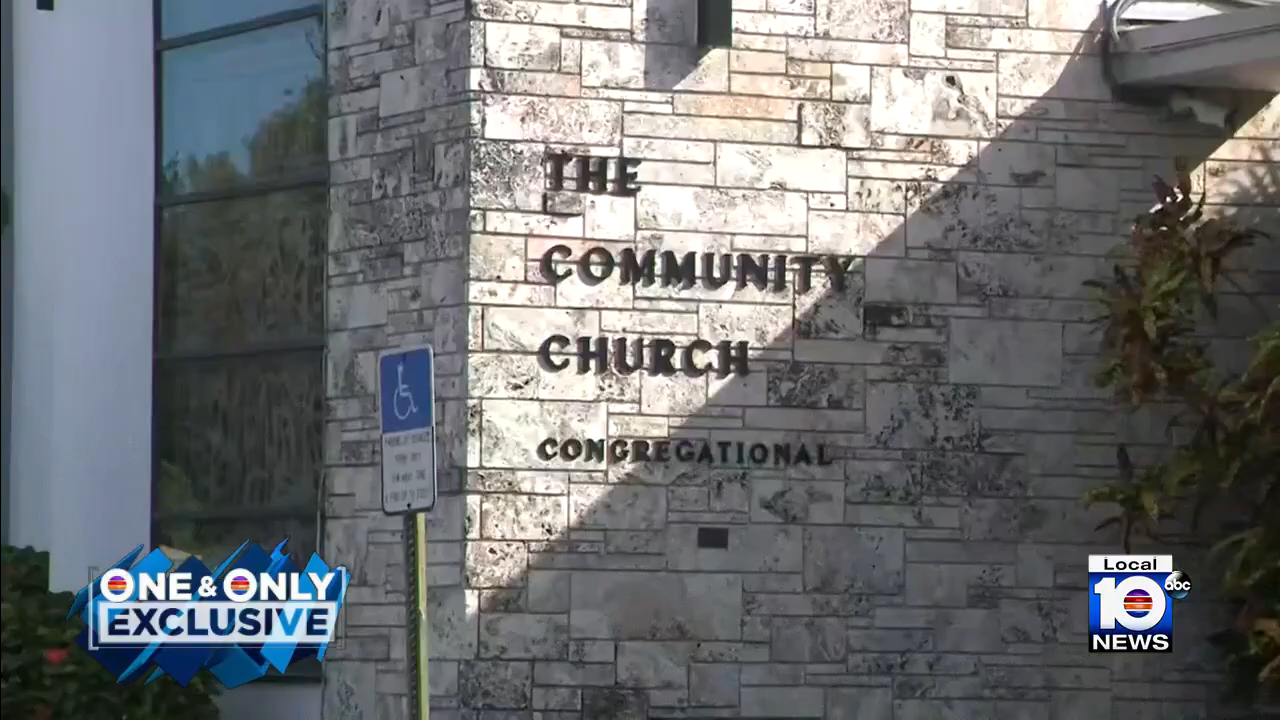 THE
COMMUNITY
CHURCH
CONGREGATIONAL
ONE & ONLY
EXCLUSIVE
Local
10
abc
NEWS